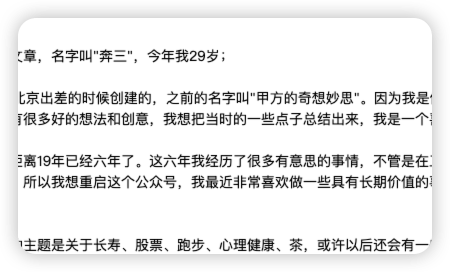 文章，名字叫"奔三"，今年我29岁；
北京出差的时候创建的，之前的名字叫"甲方的奇想妙思"。因为我是
有很多好的想法和创意，我想把当时的一些点子总结出来，我是一个
距离19年已经六年了。这六年我经历了很多有意思的事情，不管是在
所以我想重启这个公众号，我最近非常喜欢做一些具有长期价值的
主题是关于长寿、股票、跑步、心理健康、茶，或许以后还会有一